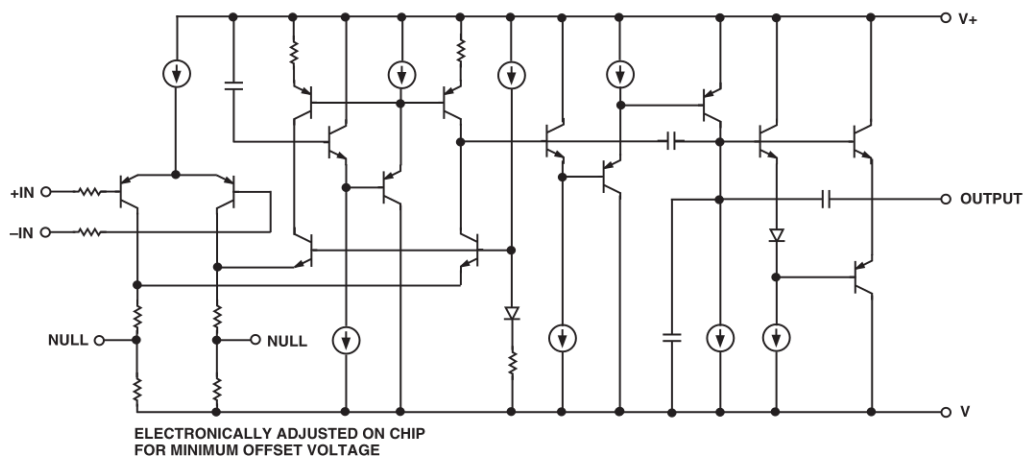 V+
+IN
OUTPUT
–IN
NULL
NULL
V
ELECTRONICALLY ADJUSTED ON CHIP
FOR MINIMUM OFFSET VOLTAGE